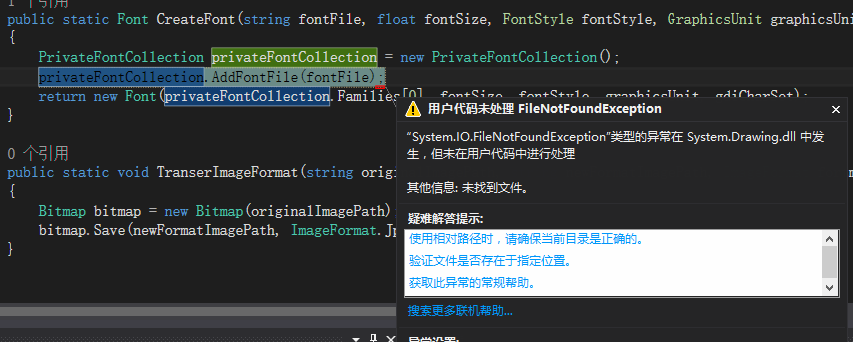 1 个引用
public static Font CreateFont(string fontFile, float fontSize, FontStyle fontStyle, GraphicsUnit graphicsUni
{
PrivateFontCollection privateFontCollection = new PrivateFontCollection();
privateFontCollection.AddFontFile(fontFile);
return new Font(privateFontCollection.Families[0], fontSize, fontStyle, graphicsUnit, gdiCharSet);
}
用户代码未处理 FileNotFoundException
“System.IO.FileNotFoundException”类型的异常在 System.Drawing.dll 中发
生，但未在用户代码中进行处理
其他信息: 未找到文件。
疑难解答提示:
使用相对路径时，请确保当前目录是正确的。
验证文件是否存在于指定位置。
获取此异常的常规帮助。
搜索更多联机帮助...
异常设置:
0 个引用
public static void TranserImageFormat(string origi
{
Bitmap bitmap = new Bitmap(originalImagePath)
bitmap.Save(newFormatImagePath, ImageFormat.Jp
}